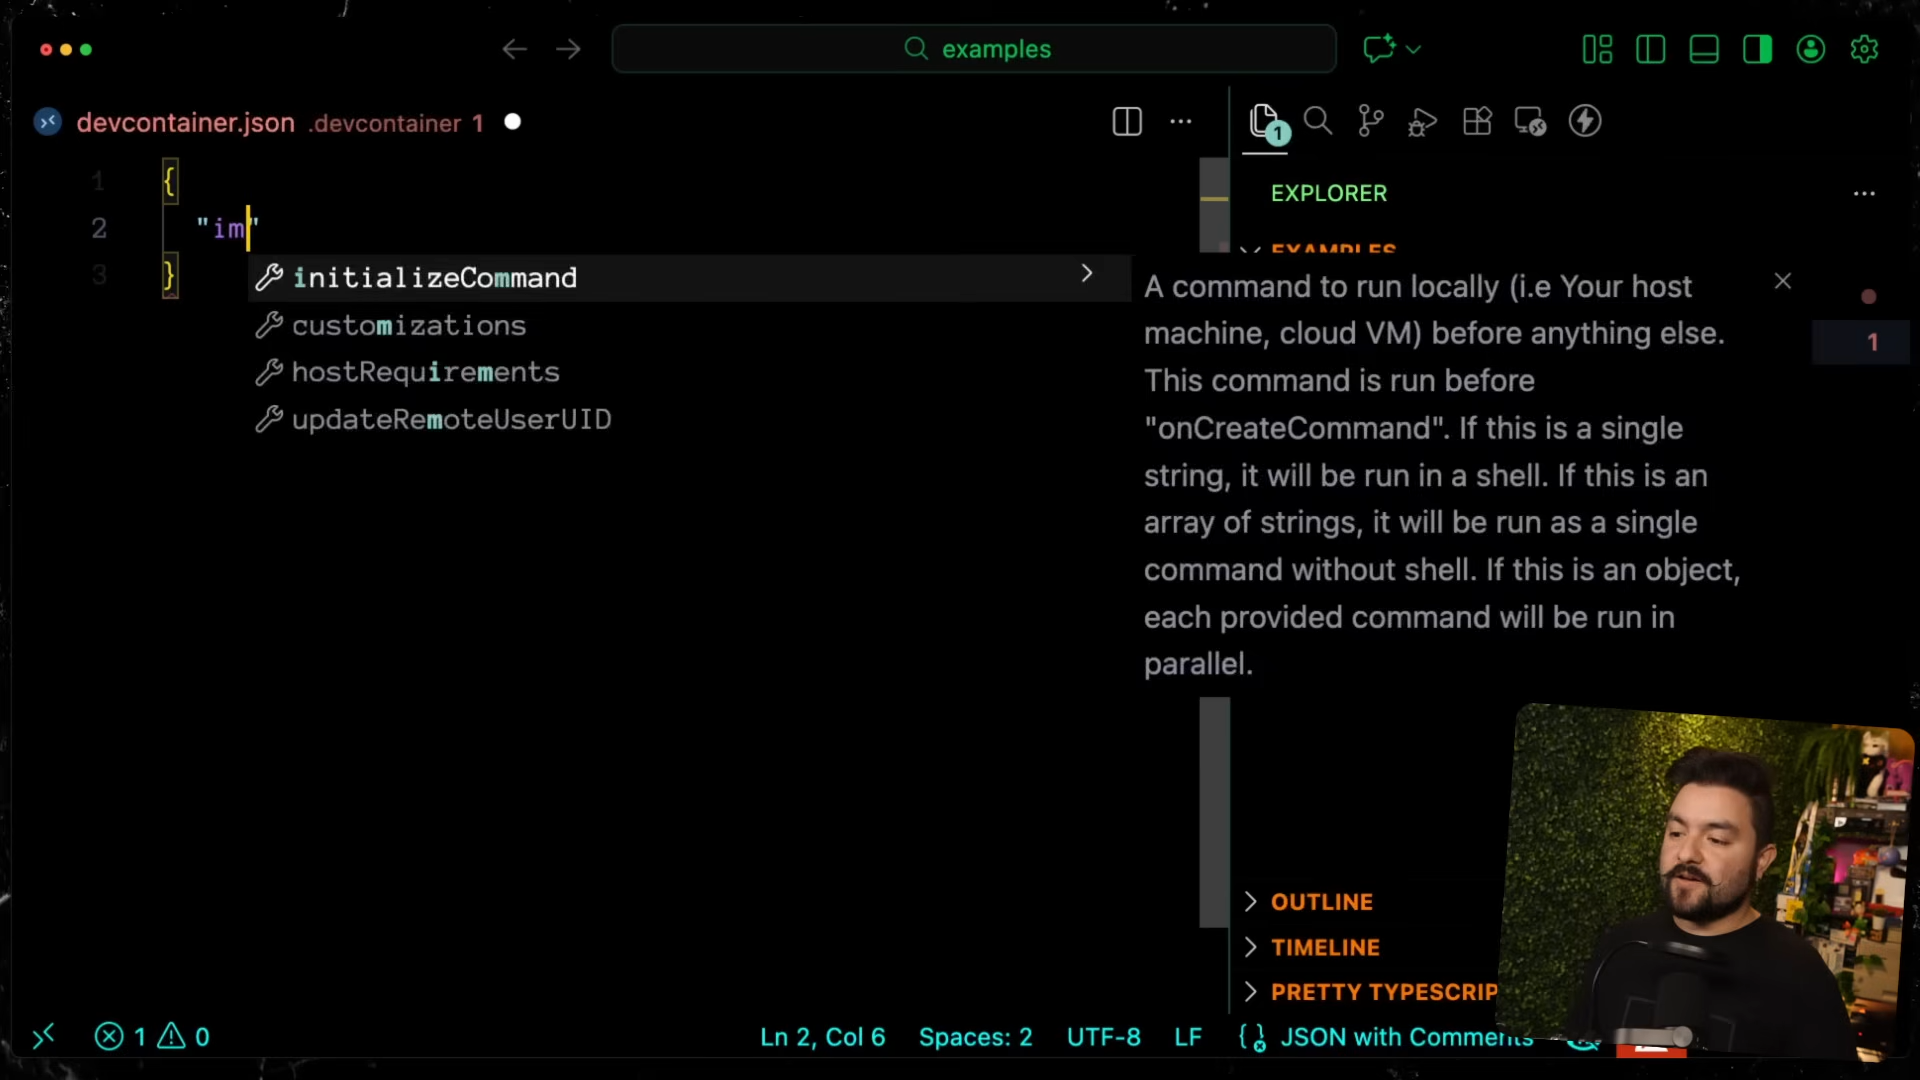 examples
devcontainer.json .devcontainer 1
1 {
2 "im"
3 }
initializeCommand
customizations
hostRequirements
updateRemoteUserUID
1
EXPLORER
EXAMPLES
A command to run locally (i.e Your host
machine, cloud VM) before anything else.
This command is run before
"onCreateCommand". If this is a single
string, it will be run in a shell. If this is an
array of strings, it will be run as a single
command without shell. If this is an object,
each provided command will be run in
parallel.
1
OUTLINE
TIMELINE
PRETTY TYPESCRIP
1 0
Ln 2, Col 6 Spaces: 2 UTF-8 LF JSON with Comments